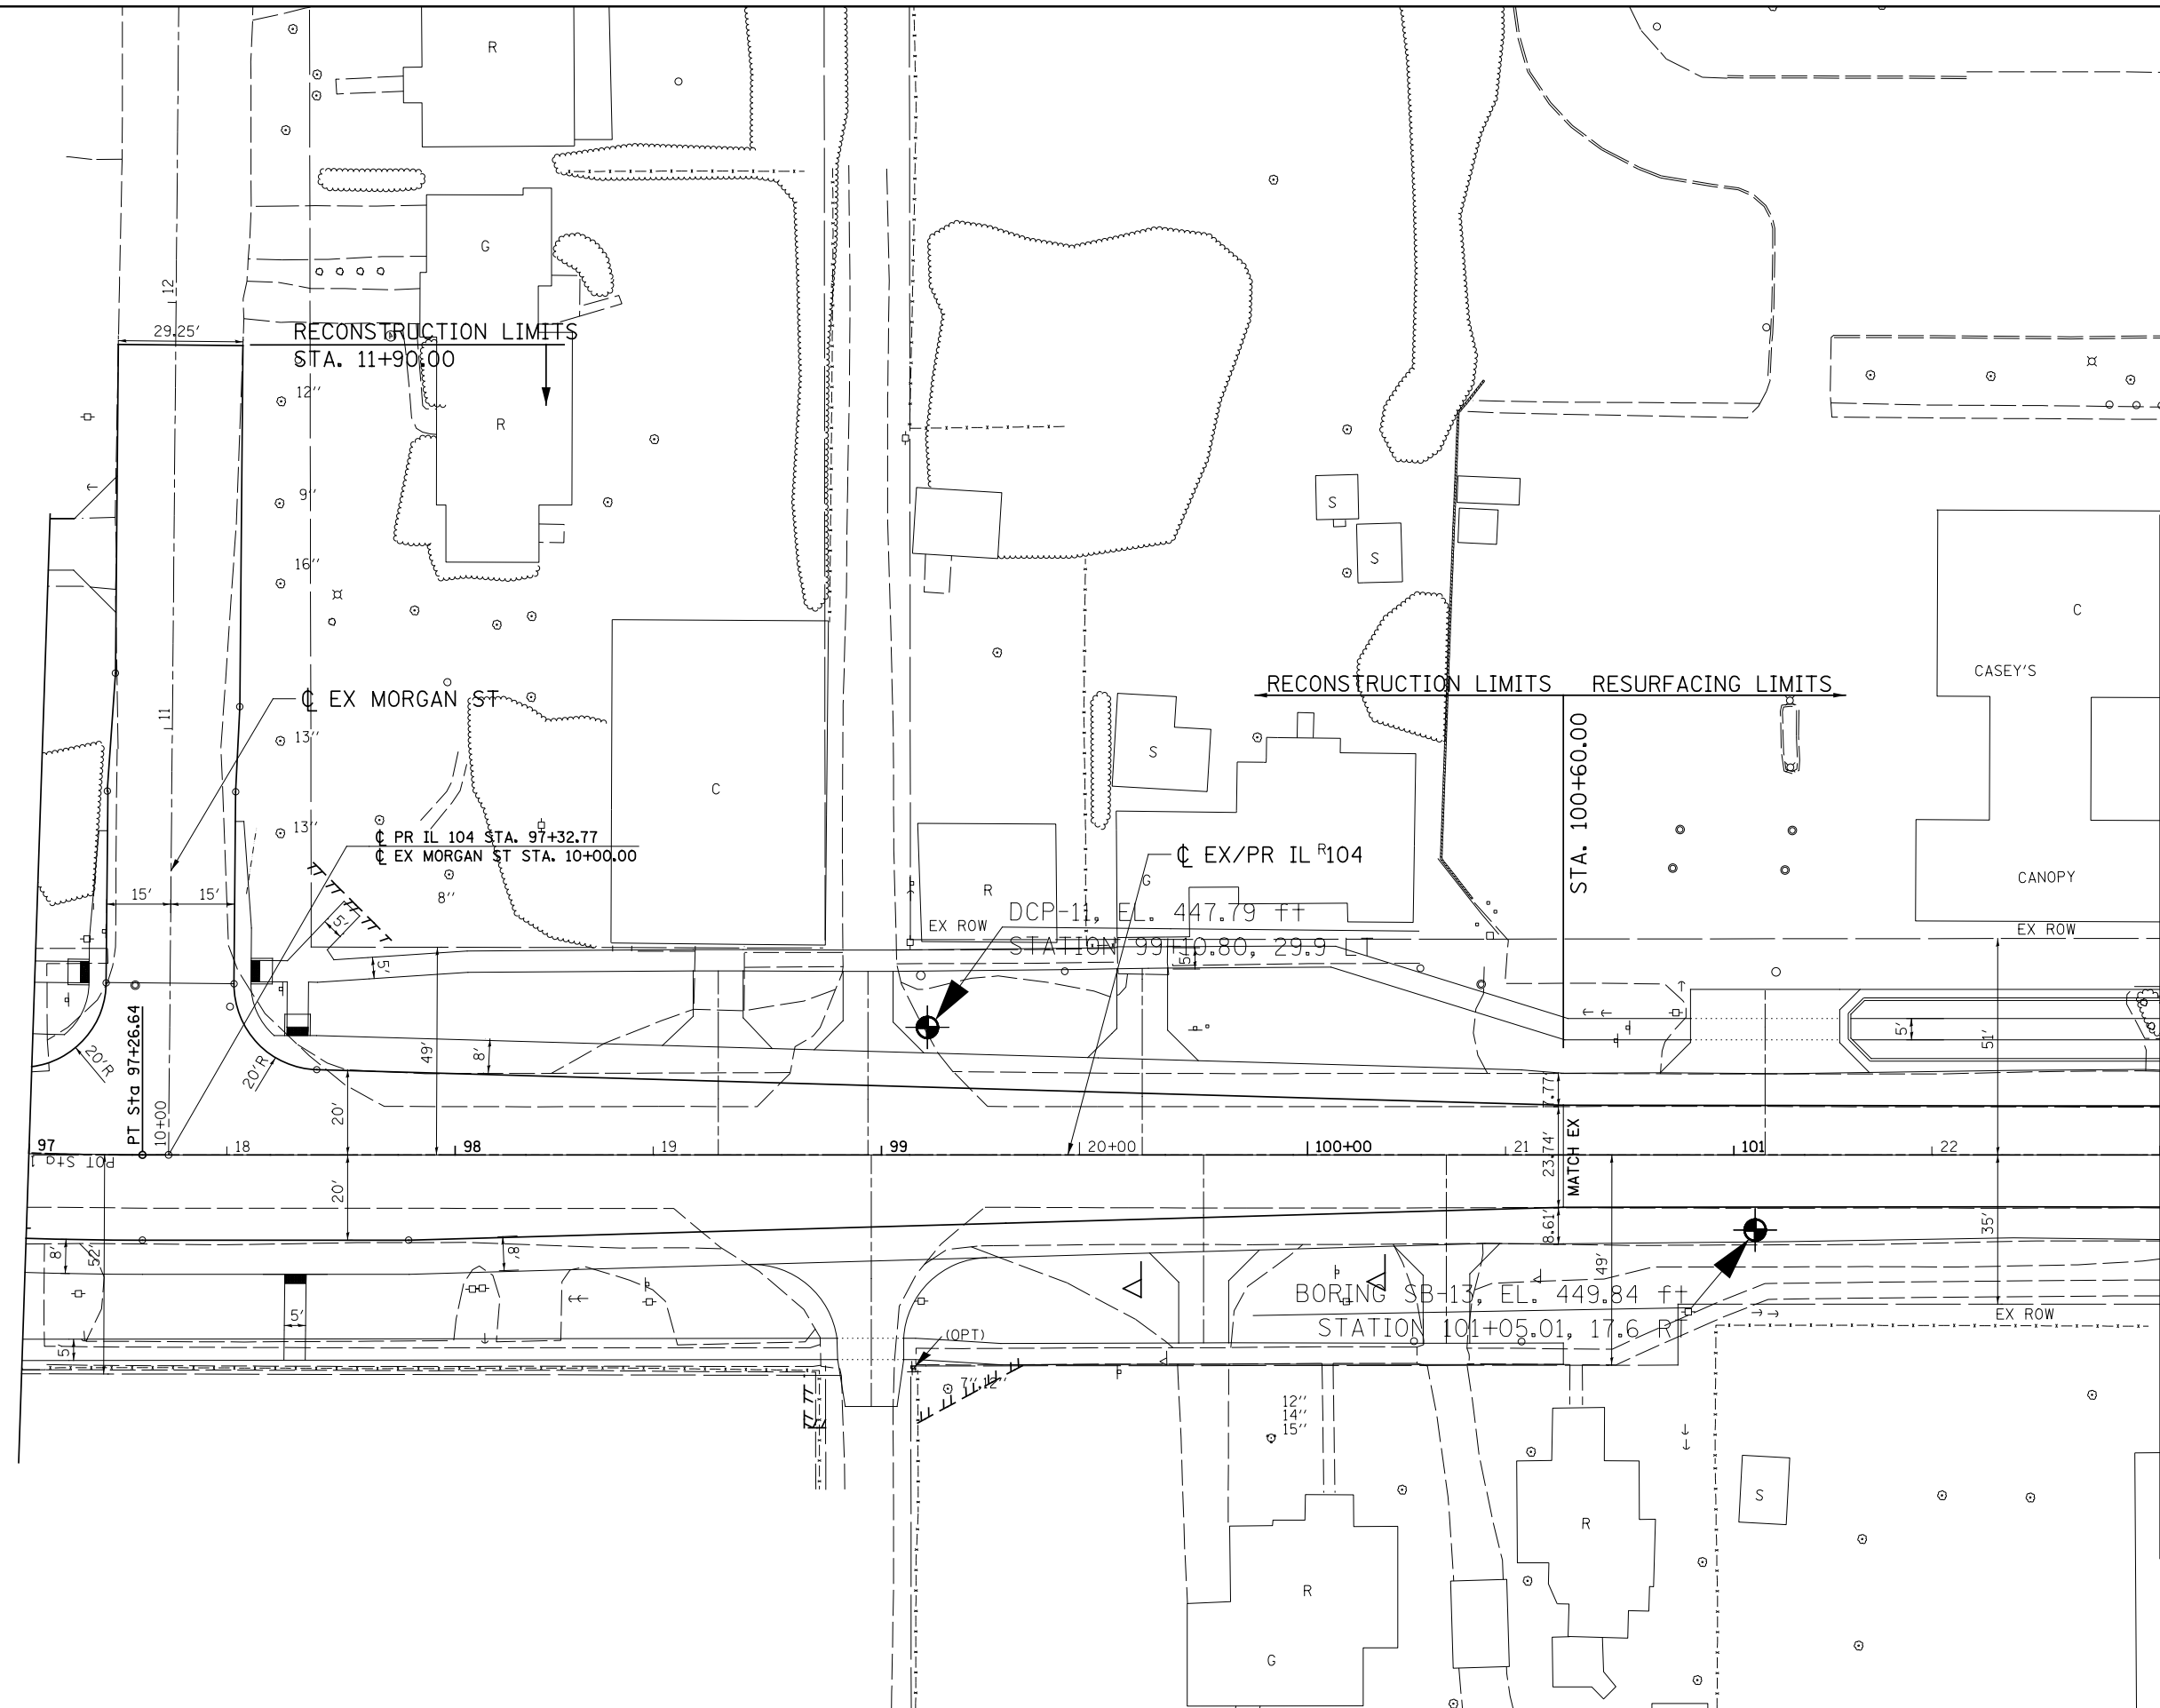 R
G
12
29.25'
RECONSTRUCTION LIMITS
STA. 11+90.00
12''
R
9''
S
S
16''
C
CASEY'S
RECONSTRUCTION LIMITS
RESURFACING LIMITS
℄ EX MORGAN ST
11
STA. 100+60.00
13''
S
C
13''
℄ PR IL 104 STA. 97+32.77
℄ EX MORGAN ST STA. 10+00.00
℄ EX/PR IL 104
R
G
R
CANOPY
8''
15'
15'
5'
DCP-11, EL. 447.79 ft
EX ROW
EX ROW
STATION 99+10.80, 29.9 LT
5'
5'
5'
51'
PT Sta 97+26.64
20'R
20'R
49'
8'
20'
7.77'
10+00
MATCH EX
23.74'
97
18
98
19
99
20+00
100+00
21
101
22
POT Sta 1
20'
8.61'
35'
8'
52'
8'
49'
BORING SB-13, EL. 449.84 ft
STATION 101+05.01, 17.6 RT
EX ROW
5'
5'
(OPT)
7'',12''
12''
14''
15''
S
R
R
G